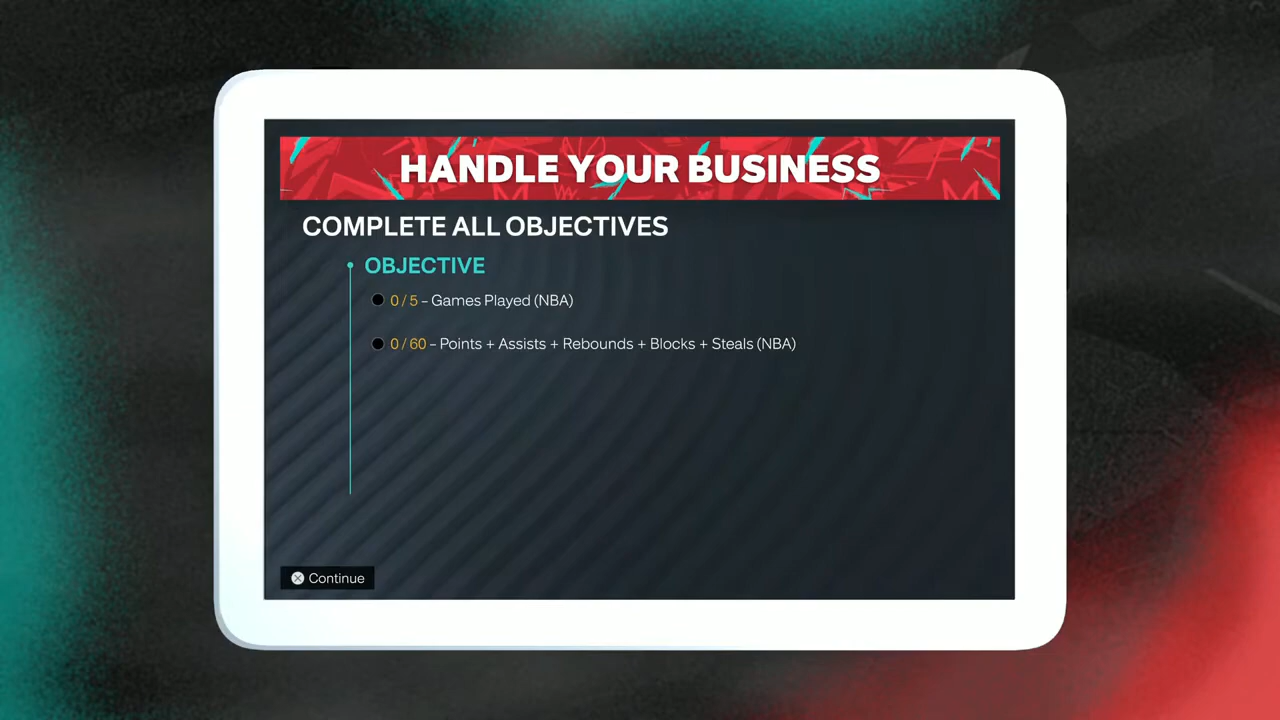 HANDLE YOUR BUSINESS
COMPLETE ALL OBJECTIVES
OBJECTIVE
0 / 5 – Games Played (NBA)
0 / 60 – Points + Assists + Rebounds + Blocks + Steals (NBA)
Continue